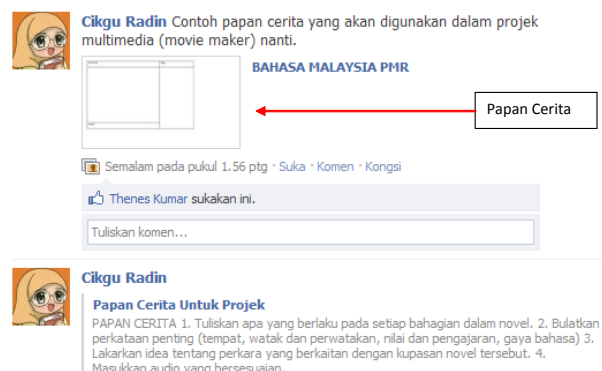 Cikgu Radin Contoh papan cerita yang akan digunakan dalam projek
multimedia (movie maker) nanti.
BAHASA MALAYSIA PMR
Papan Cerita
Semalam pada pukul 1.56 ptg · Suka · Komen · Kongsi
Thenes Kumar sukakan ini.
Tuliskan komen...
Cikgu Radin
Papan Cerita Untuk Projek
PAPAN CERITA 1. Tuliskan apa yang berlaku pada setiap bahagian dalam novel. 2. Bulatkan
perkataan penting (tempat, watak dan perwatakan, nilai dan pengajaran, gaya bahasa) 3.
Lakarkan idea tentang perkara yang berkaitan dengan kupasan novel tersebut. 4.
Masukkan audio yang bersesuaian.